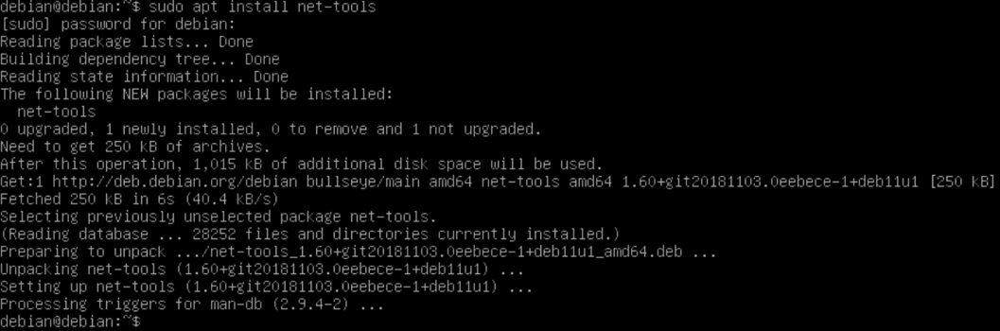 debian@debian:~$ sudo apt install net-tools
[sudo] password for debian:
Reading package lists... Done
Building dependency tree... Done
Reading state information... Done
The following NEW packages will be installed:
  net-tools
0 upgraded, 1 newly installed, 0 to remove and 1 not upgraded.
Need to get 250 kB of archives.
After this operation, 1,015 kB of additional disk space will be used.
Get:1 http://deb.debian.org/debian bullseye/main amd64 net-tools amd64 1.60+git20181103.0eebece-1+deb11u1 [250 kB]
Fetched 250 kB in 6s (40.4 kB/s)
Selecting previously unselected package net-tools.
(Reading database ... 28252 files and directories currently installed.)
Preparing to unpack .../net-tools_1.60+git20181103.0eebece-1+deb11u1_amd64.deb ...
Unpacking net-tools (1.60+git20181103.0eebece-1+deb11u1) ...
Setting up net-tools (1.60+git20181103.0eebece-1+deb11u1) ...
Processing triggers for man-db (2.9.4-2) ...
debian@debian:~$